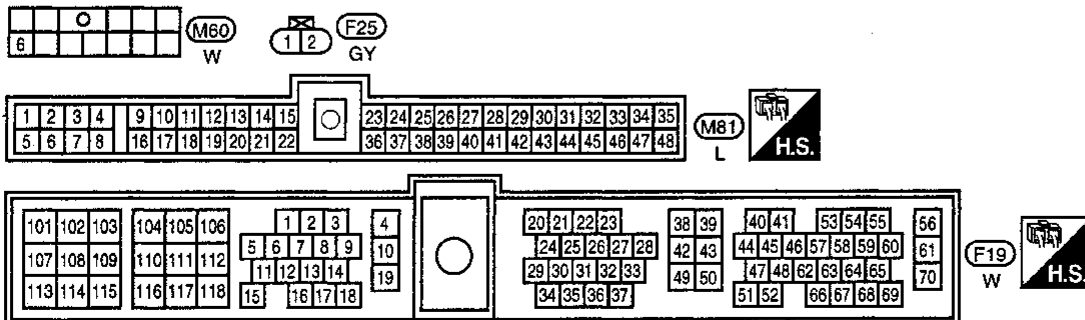 M60 W
6
F25 GY
1 2
1 2 3 4 9 10 11 12 13 14 15 23 24 25 26 27 28 29 30 31 32 33 34 35
5 6 7 8 16 17 18 19 20 21 22 36 37 38 39 40 41 42 43 44 45 46 47 48
M81 L
H.S.
101 102 103 104 105 106 1 2 3 4 20 21 22 23 38 39 40 41 53 54 55 56
107 108 109 110 111 112 5 6 7 8 9 10 24 25 26 27 28 42 43 44 45 46 57 58 59 60 61
113 114 115 116 117 118 11 12 13 14 19 29 30 31 32 33 49 50 47 48 62 63 64 65 70
15 16 17 18 34 35 36 37 51 52 66 67 68 69
F19 W
H.S.